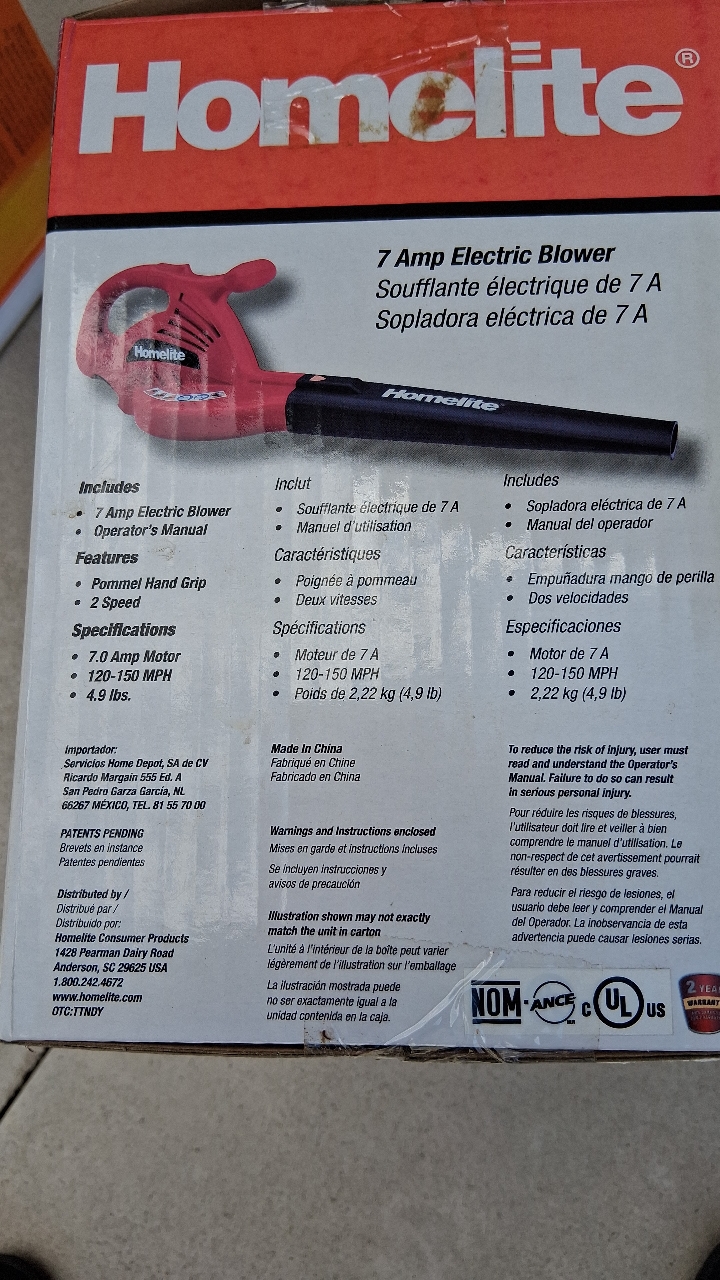 Homelite®
7 Amp Electric Blower
Soufflante électrique de 7 A
Sopladora eléctrica de 7 A
Homelite
Homelite
Includes
• 7 Amp Electric Blower
• Operator's Manual
Features
• Pommel Hand Grip
• 2 Speed
Specifications
• 7.0 Amp Motor
• 120-150 MPH
• 4.9 lbs.
Inclut
• Soufflante électrique de 7 A
• Manuel d'utilisation
Caractéristiques
• Poignée à pommeau
• Deux vitesses
Spécifications
• Moteur de 7 A
• 120-150 MPH
• Poids de 2,22 kg (4,9 lb)
Includes
• Sopladora eléctrica de 7 A
• Manual del operador
Características
• Empuñadura mango de perilla
• Dos velocidades
Especificaciones
• Motor de 7 A
• 120-150 MPH
• 2,22 kg (4,9 lb)
Importador:
Servicios Home Depot, SA de CV
Ricardo Margain 555 Ed. A
San Pedro Garza García, NL
66267 MÉXICO, TEL. 81 55 70 00
PATENTS PENDING
Brevets en instance
Patentes pendientes
Distributed by /
Distribué par /
Distribuido por:
Homelite Consumer Products
1428 Pearman Dairy Road
Anderson, SC 29625 USA
1.800.242.4672
www.homelite.com
OTC:TTNDY
Made In China
Fabriqué en Chine
Fabricado en China
Warnings and Instructions enclosed
Mises en garde et instructions incluses
Se incluyen instrucciones y
avisos de precaución
Illustration shown may not exactly
match the unit in carton
L'unité à l'intérieur de la boîte peut varier
légèrement de l'illustration sur l'emballage
La ilustración mostrada puede
no ser exactamente igual a la
unidad contenida en la caja.
To reduce the risk of injury, user must
read and understand the Operator's
Manual. Failure to do so can result
in serious personal injury.
Pour réduire les risques de blessures,
l'utilisateur doit lire et veiller à bien
comprendre le manuel d'utilisation. Le
non-respect de cet avertissement pourrait
résulter en des blessures graves.
Para reducir el riesgo de lesiones, el
usuario debe leer y comprender el Manual
del Operador. La inobservancia de esta
advertencia puede causar lesiones serias.
NOM-ANCE c UL US
2 YEAR
WARRANT